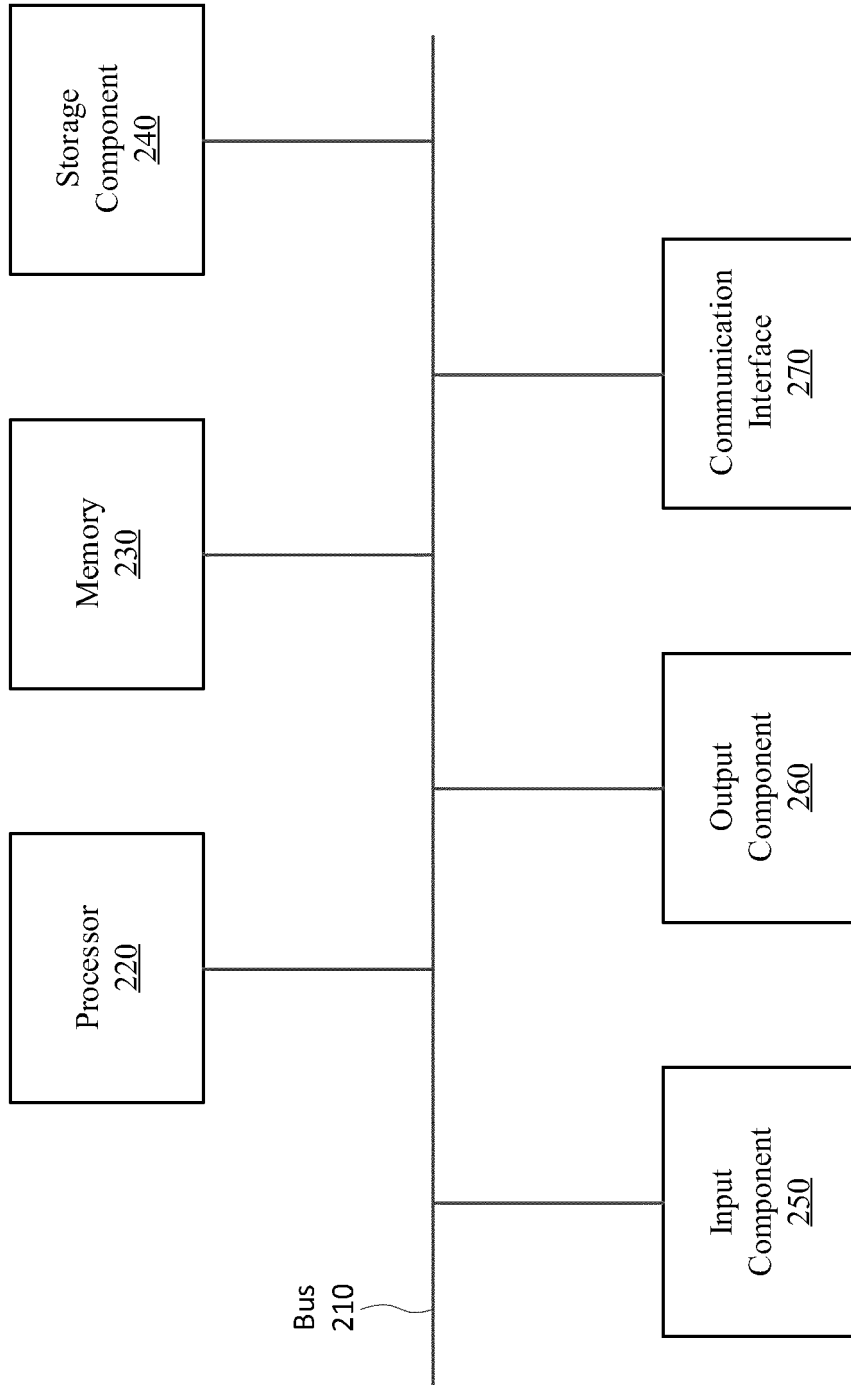 Processor
220
Memory
230
Storage
Component
240
Bus
210
Input
Component
250
Output
Component
260
Communication
Interface
270